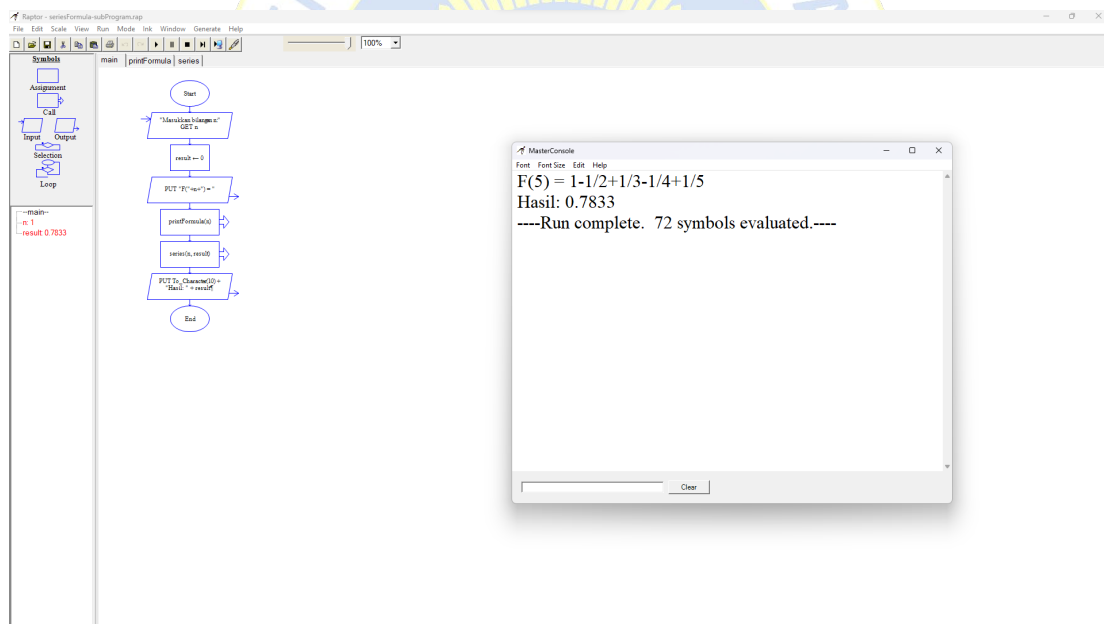 Raptor - seriesFormula-subProgram.rap
File Edit Scale View Run Mode Ink Window Generate Help
100%
Symbols
Assignment
Call
Input Output
Selection
Loop
--main--
n: 1
result: 0.7833
main printFormula series
Start
"Masukkan bilangan n:"
GET n
result ← 0
PUT "F("+n+") = "
printFormula(n)
series(n, result)
PUT To_Character(10) +
"Hasil: " + result¶
End
MasterConsole
Font Font Size Edit Help
F(5) = 1-1/2+1/3-1/4+1/5
Hasil: 0.7833
----Run complete. 72 symbols evaluated.----
Clear